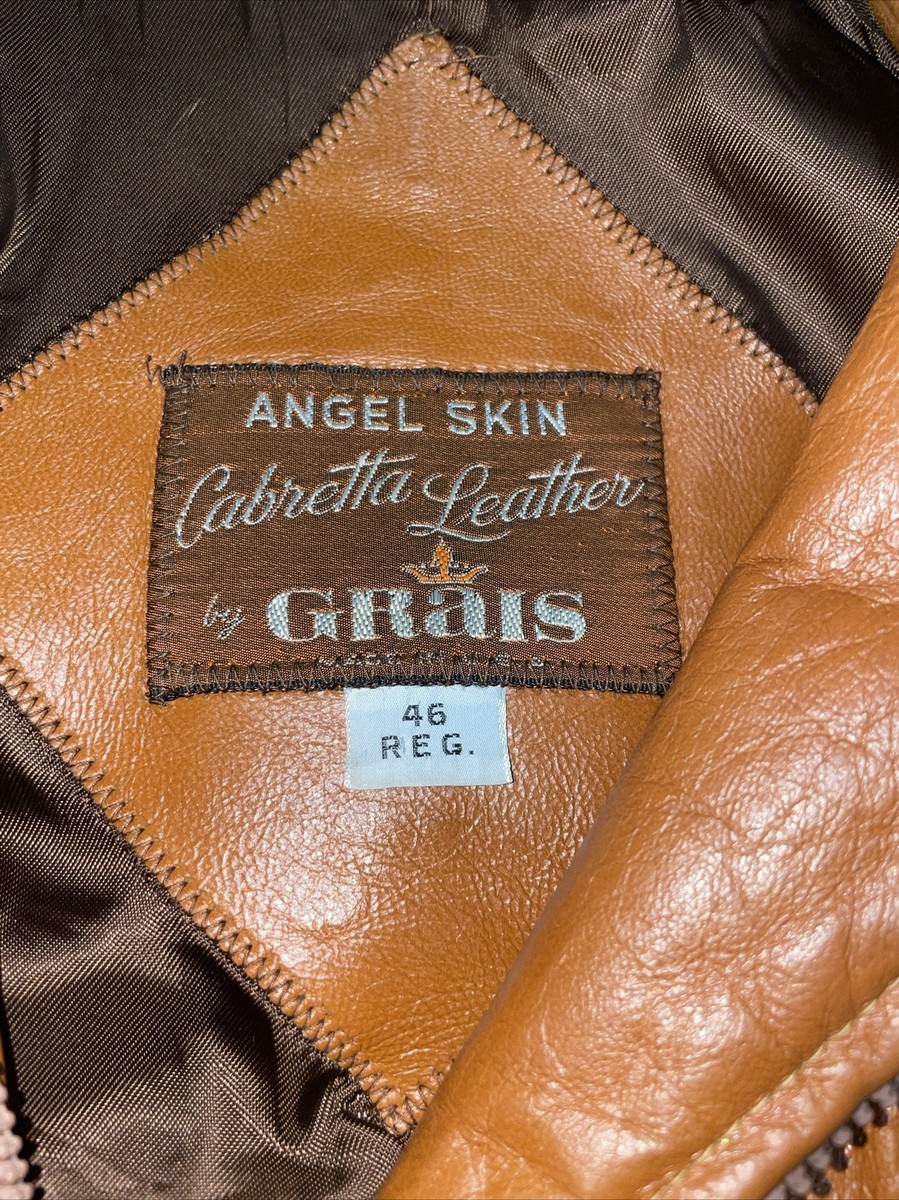 ANGEL SKIN
Cabretta Leather
by GRaIS
46
REG.